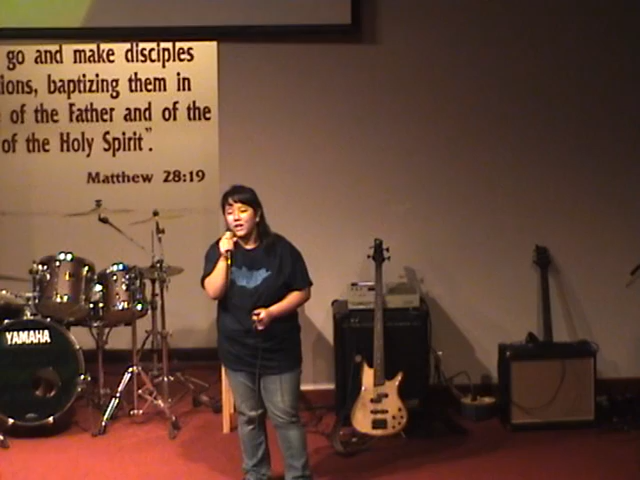 go and make disciples
ions, baptizing them in
of the Father and of the
of the Holy Spirit".
Matthew 28:19
YAMAHA